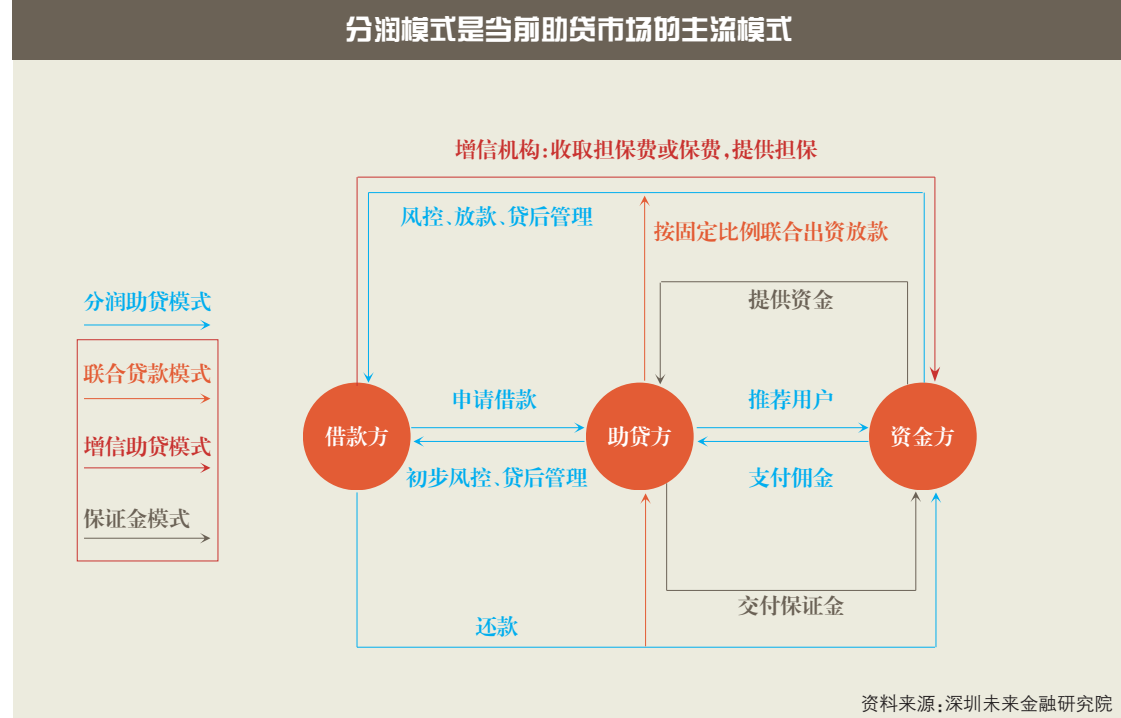 分润模式是当前助贷市场的主流模式
增信机构:收取担保费或保费,提供担保
风控、放款、贷后管理
按固定比例联合出资放款
提供资金
分润助贷模式
联合贷款模式
增信助贷模式
保证金模式
申请借款
推荐用户
借款方
助贷方
资金方
初步风控、贷后管理
支付佣金
交付保证金
还款
资料来源:深圳未来金融研究院